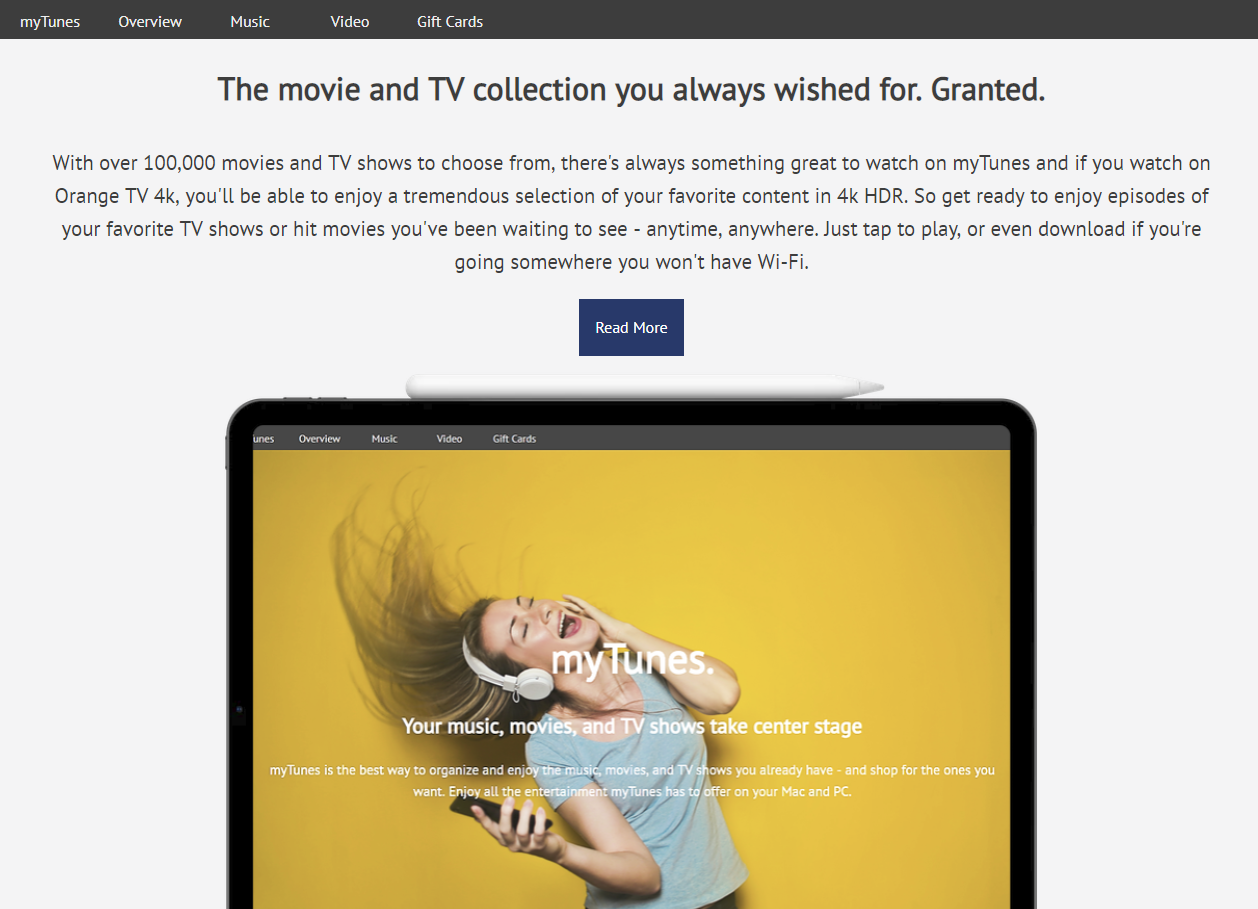 myTunes Overview Music Video Gift Cards
The movie and TV collection you always wished for. Granted.
With over 100,000 movies and TV shows to choose from, there's always something great to watch on myTunes and if you watch on
Orange TV 4k, you'll be able to enjoy a tremendous selection of your favorite content in 4k HDR. So get ready to enjoy episodes of
your favorite TV shows or hit movies you've been waiting to see - anytime, anywhere. Just tap to play, or even download if you're
going somewhere you won't have Wi-Fi.
Read More
unes Overview Music Video Gift Cards
myTunes.
Your music, movies, and TV shows take center stage
myTunes is the best way to organize and enjoy the music, movies, and TV shows you already have - and shop for the ones you
want. Enjoy all the entertainment myTunes has to offer on your Mac and PC.